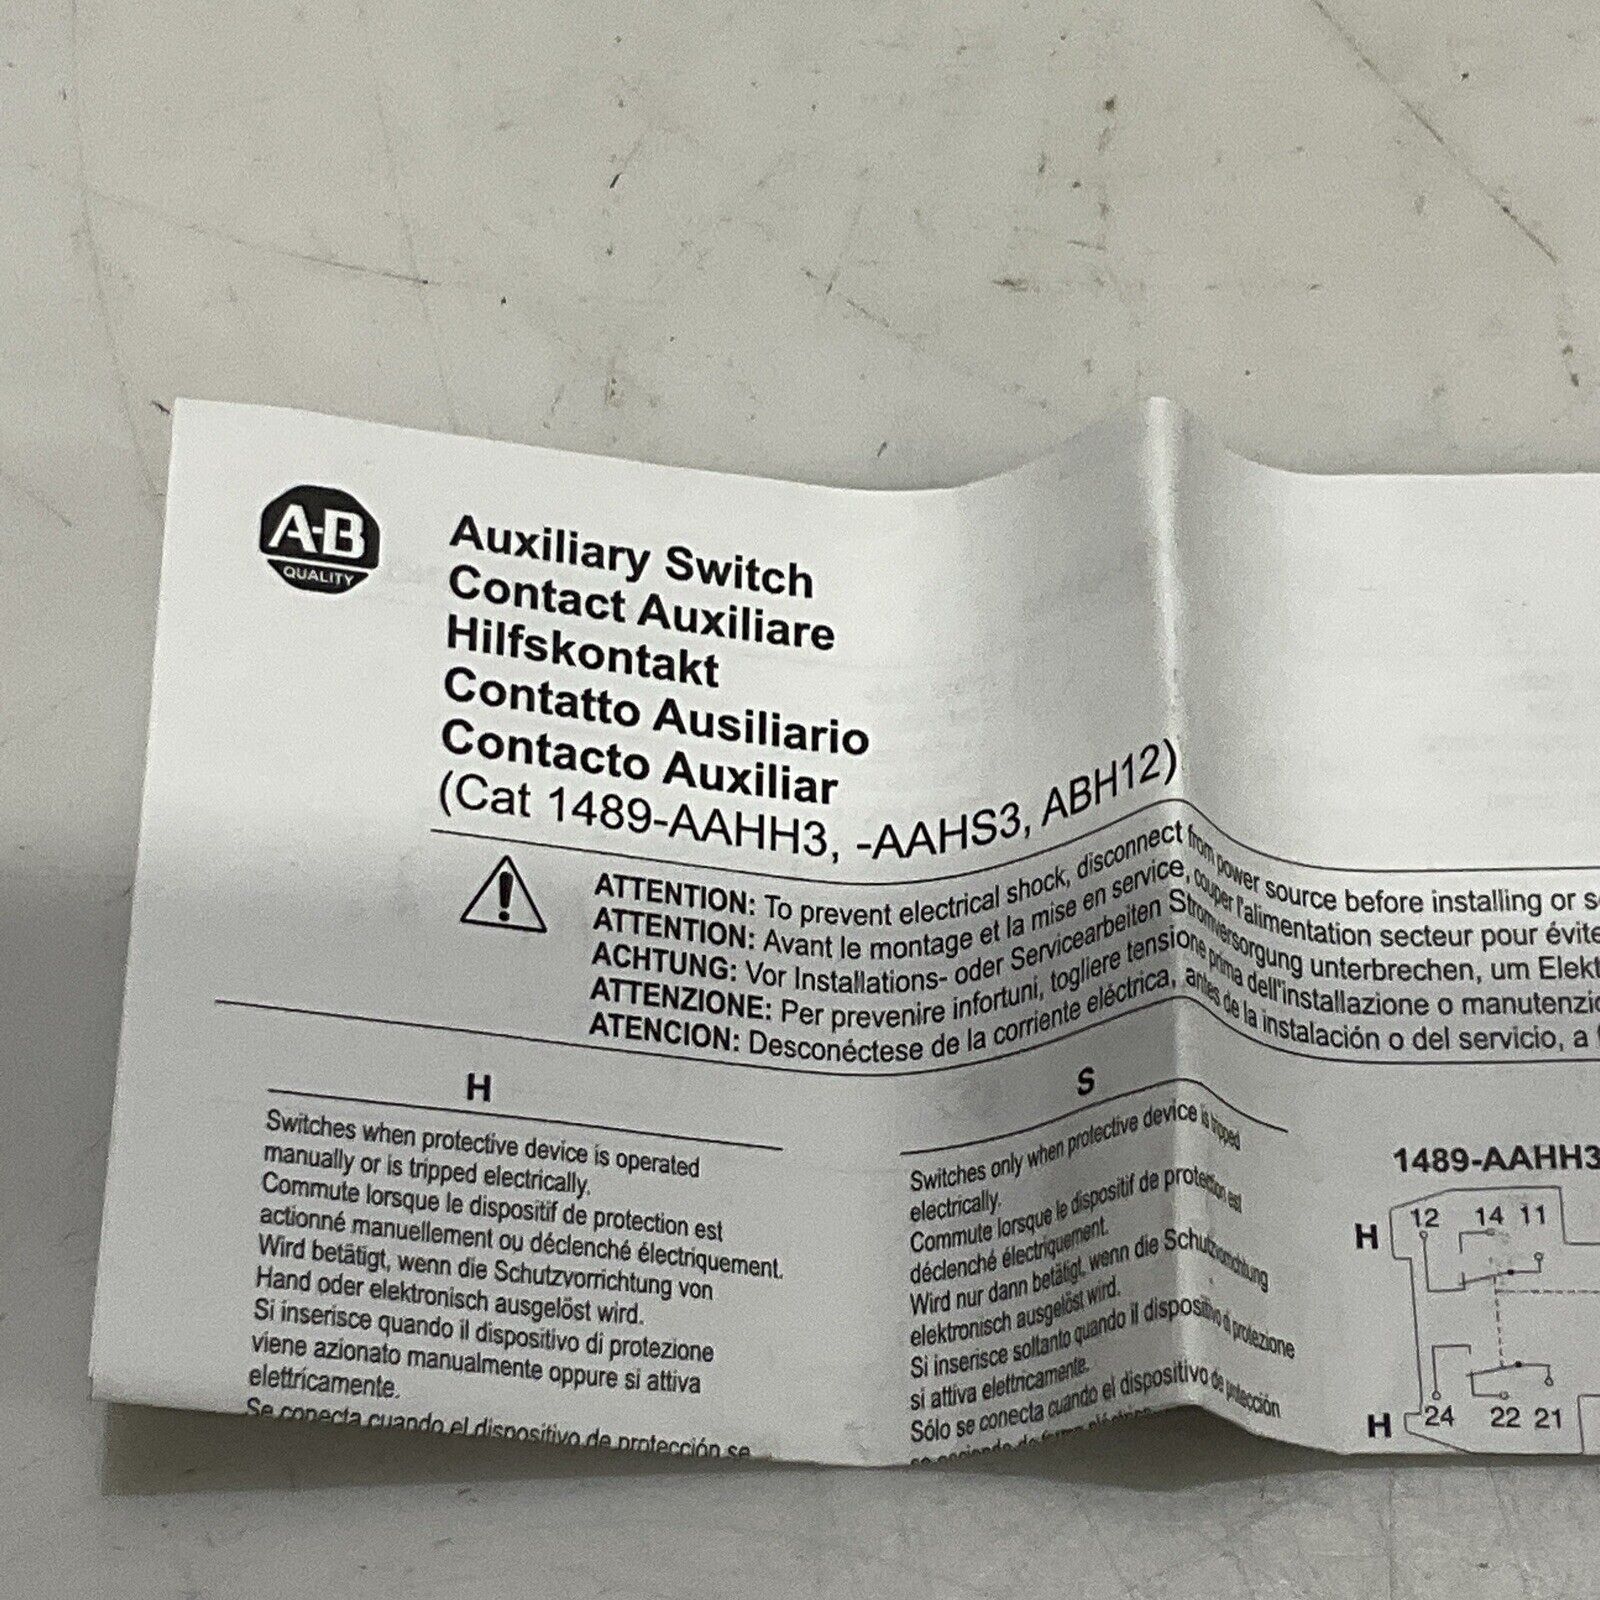 A-B
QUALITY
Auxiliary Switch
Contact Auxiliare
Hilfskontakt
Contatto Ausiliario
Contacto Auxiliar
(Cat 1489-AAHH3, -AAHS3, ABH12)
ATTENTION: To prevent electrical shock, disconnect from power source before installing or
ATTENTION: Avant le montage et la mise en service, couper l'alimentation secteur pour
ACHTUNG: Vor Installations- oder Servicearbeiten Stromversorgung unterbrechen, um
ATTENZIONE: Per prevenire infortuni, togliere tensione prima dell'installazione o
ATENCION: Desconéctese de la corriente eléctrica, antes de la instalación o del servicio, a
H
Switches when protective device is operated
manually or is tripped electrically.
Commute lorsque le dispositif de protection est
actionné manuellement ou déclenché électriquement.
Wird betätigt, wenn die Schutzvorrichtung von
Hand oder elektronisch ausgelöst wird.
Si inserisce quando il dispositivo di protezione
viene azionato manualmente oppure si attiva
elettricamente.
Se conecta cuando el dispositivo de protección se
S
Switches only when protective device is tripped
electrically.
Commute lorsque le dispositif de protection est
déclenché électriquement.
Wird nur dann betätigt, wenn die Schutzvorrichtung
elektronisch ausgelöst wird.
Si inserisce soltanto quando il dispositivo di protezione
si attiva elettricamente.
Sólo se conecta cuando el dispositivo de protección
1489-AAHH3
H 12 14 11
H 24 22 21